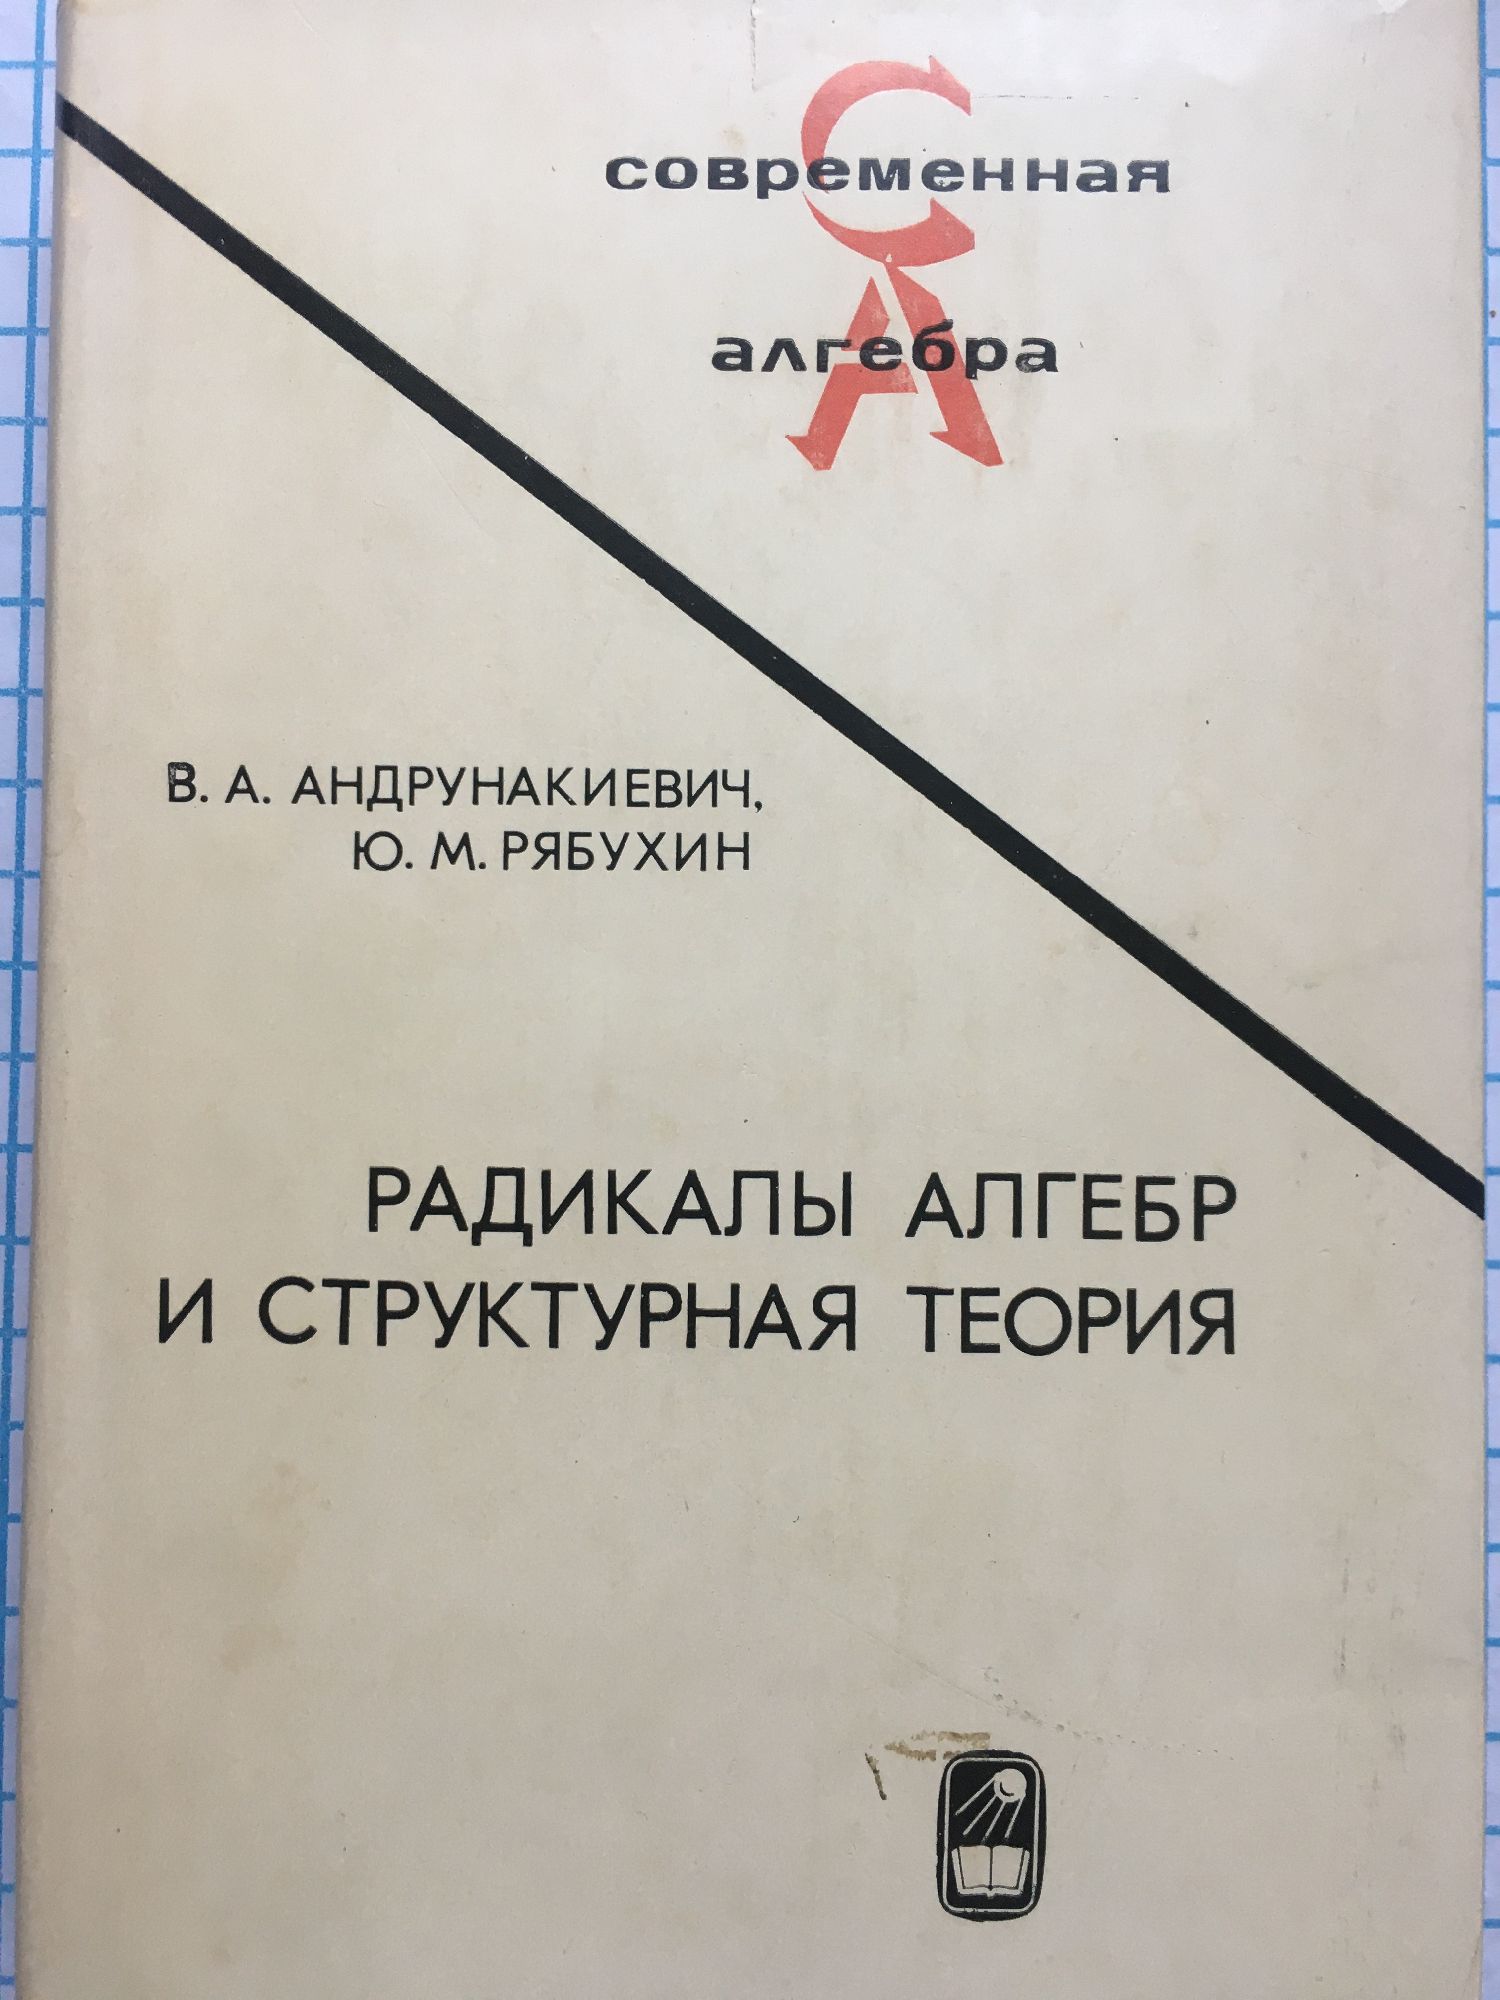 современная
алгебра
В. А. АНДРУНАКИЕВИЧ,
Ю. М. РЯБУХИН
РАДИКАЛЫ АЛГЕБР
И СТРУКТУРНАЯ ТЕОРИЯ